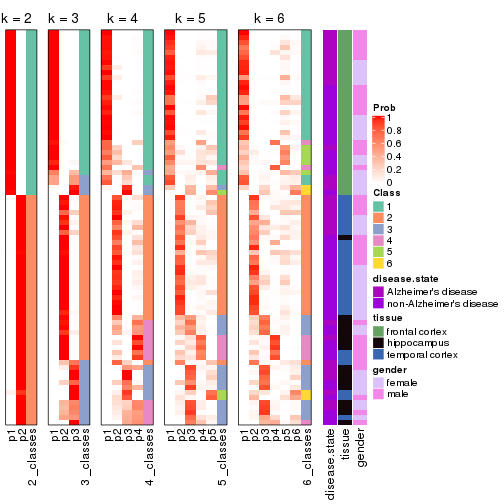 k = 2
k = 3
k = 4
k = 5
k = 6
Prob
1
0.8
0.6
0.4
0.2
0
Class
1
2
3
4
5
6
disease.state
Alzheimer's disease
non-Alzheimer's disease
tissue
frontal cortex
hippocampus
temporal cortex
gender
female
male
p1
p2
2_classes
p1
p2
p3
3_classes
p1
p2
p3
p4
4_classes
p1
p2
p3
p4
p5
5_classes
p1
p2
p3
p4
p5
p6
6_classes
disease.state
tissue
gender